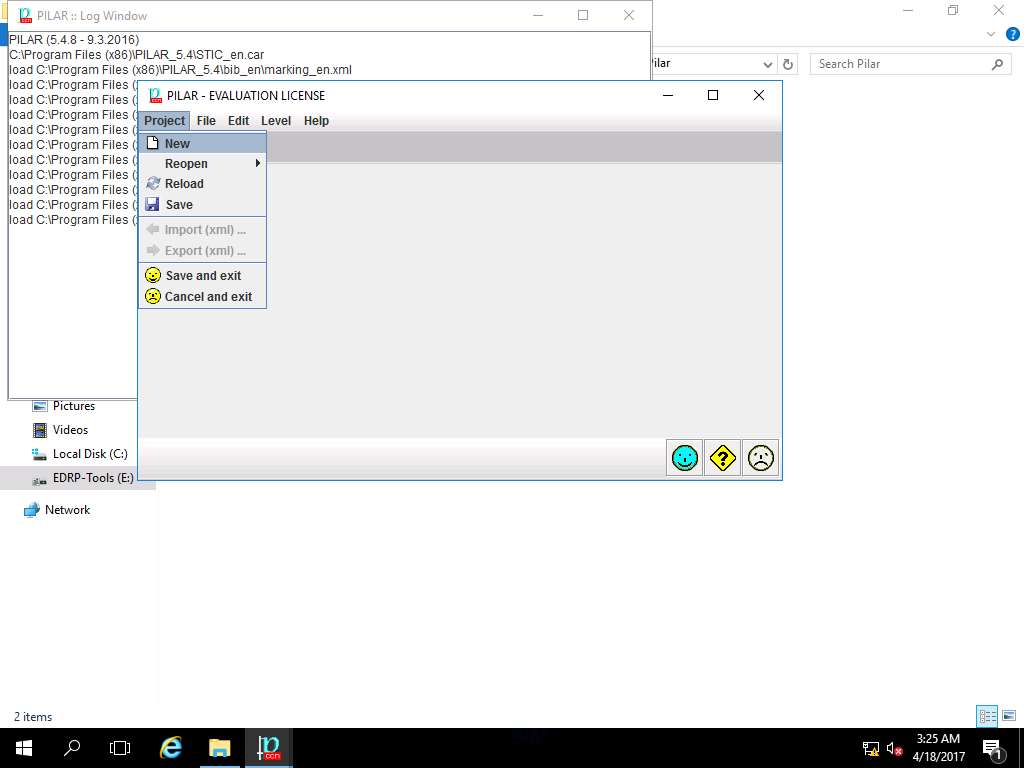 PILAR :: Log Window
PILAR (5.4.8 - 9.3.2016)
C:\Program Files (x86)\PILAR_5.4\STIC_en.car
load C:\Program Files (x86)\PILAR_5.4\bib_en\marking_en.xml
load C:\Program Files (
load C:\Program Files (
load C:\Program Files (
load C:\Program Files (
load C:\Program Files (
load C:\Program Files (
load C:\Program Files (
load C:\Program Files (
load C:\Program Files (
load C:\Program Files (
ilar
Search Pilar
PILAR - EVALUATION LICENSE
Project File Edit Level Help
New
Reopen
Reload
Save
Import (xml) ...
Export (xml) ...
Save and exit
Cancel and exit
Pictures
Videos
Local Disk (C:)
EDRP-Tools (E:)
Network
2 items
3:25 AM
4/18/2017
1